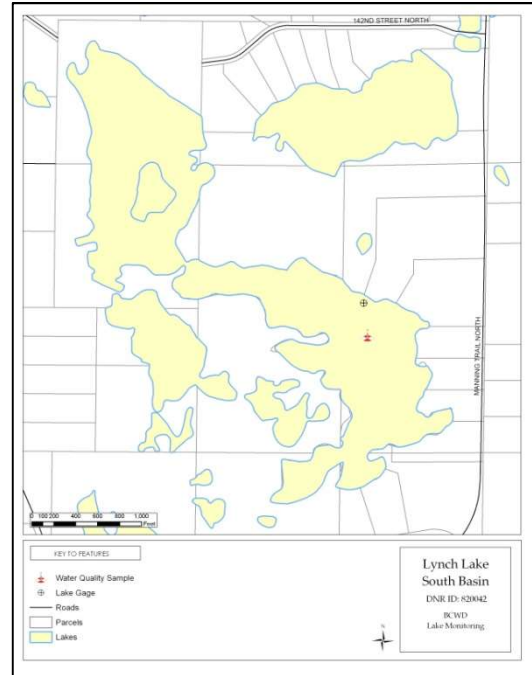 142ND STREET NORTH
MANNING TRAIL NORTH
0 100 200 400 600 800 1,000
Feet
KEY TO FEATURES
Water Quality Sample
Lake Gage
Roads
Parcels
Lakes
N
Lynch Lake
South Basin
DNR ID: 820042
BCWD
Lake Monitoring